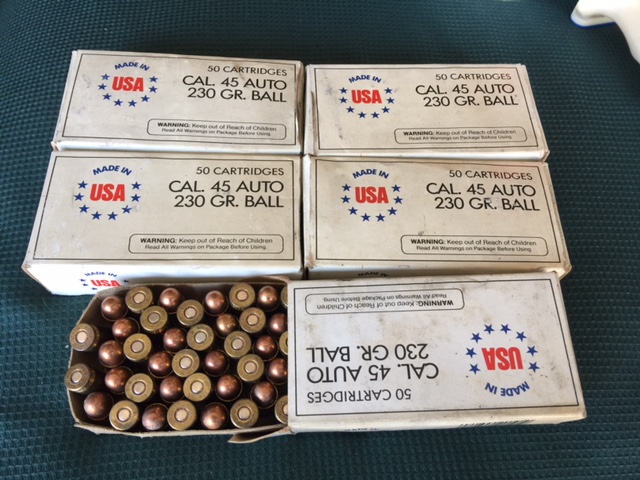 MADE IN
USA
50 CARTRIDGES
CAL. 45 AUTO
230 GR. BALL
WARNING: Keep out of Reach of Children
Read All Warnings on Package Before Using.
MADE IN
USA
50 CARTRIDGES
CAL. 45 AUTO
230 GR. BALL
WARNING: Keep out of Reach of Children
Read All Warnings on Package Before Using.
MADE IN
USA
50 CARTRIDGES
CAL. 45 AUTO
230 GR. BALL
WARNING: Keep out of Reach of Children
Read All Warnings on Package Before Using.
MADE IN
USA
50 CARTRIDGES
CAL. 45 AUTO
230 GR. BALL
WARNING: Keep out of Reach of Children
Read All Warnings on Package Before Using.
MADE IN
MADE IN
USA
50 CARTRIDGES
CAL. 45 AUTO
230 GR. BALL
WARNING: Keep out of Reach of Children
Read All Warnings on Package Before Using.